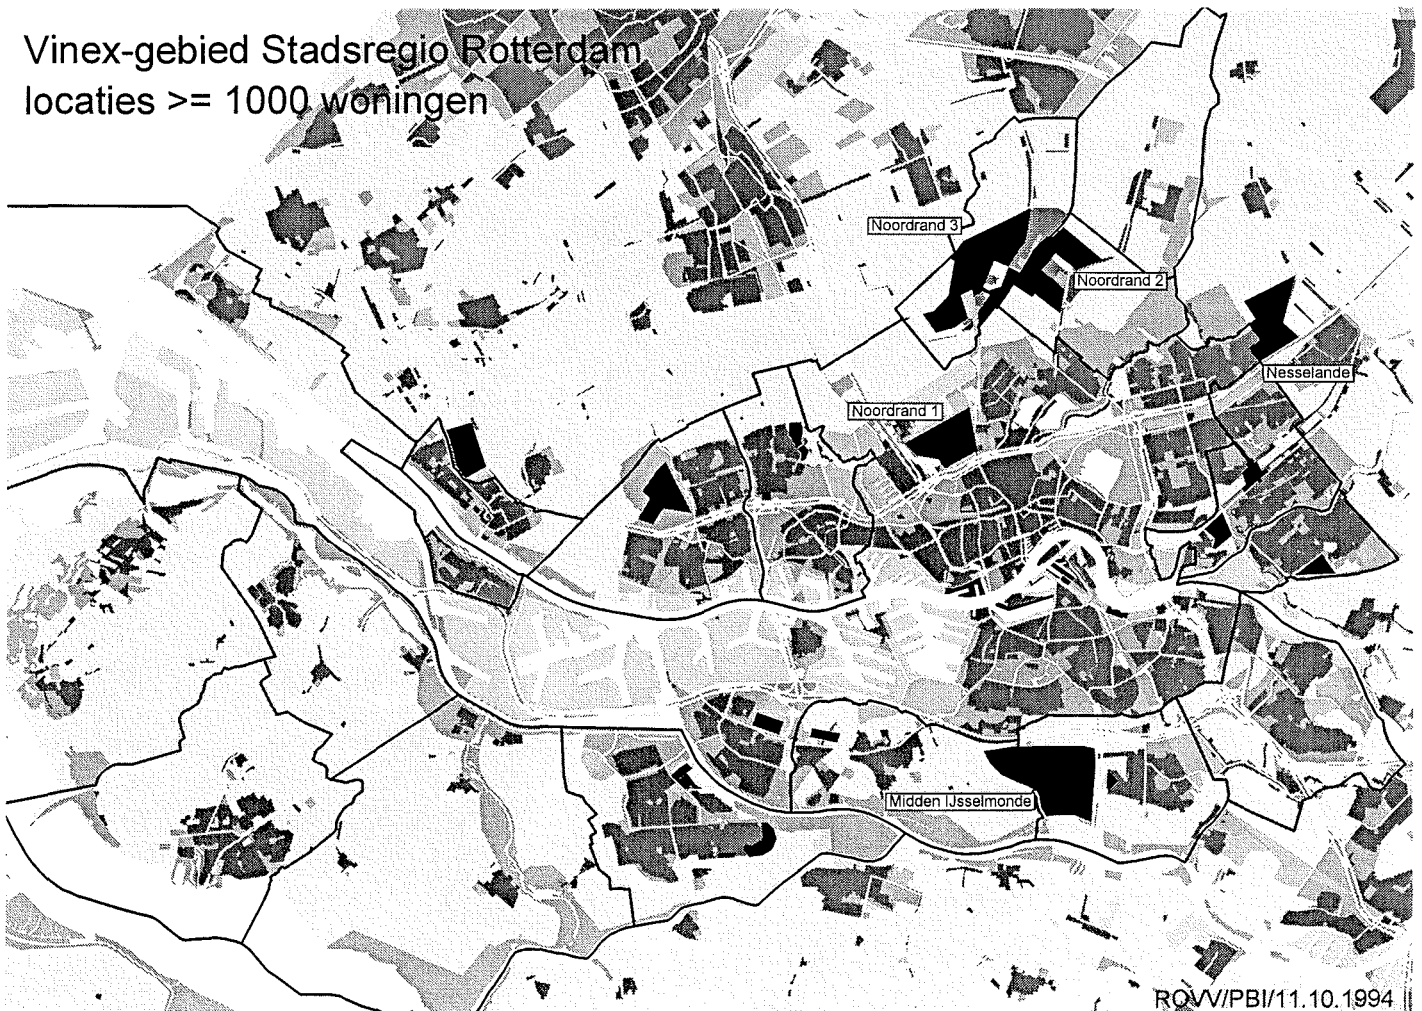 Vinex-gebied Stadsregio Rotterdam
locaties >= 1000 woningen
Noordrand 3
Noordrand 2
Nesselande
Noordrand 1
Midden IJsselmonde
ROVV/PBI/11.10.1994